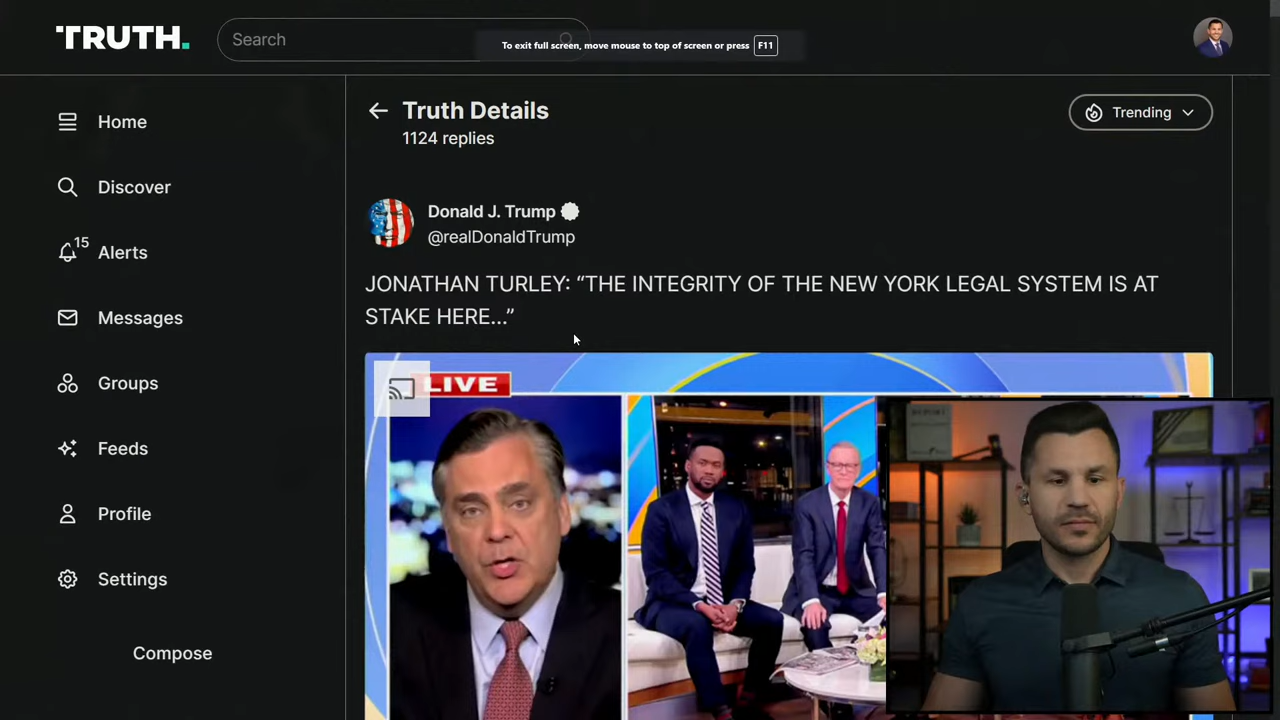 TRUTH.
Search
To exit full screen, move mouse to top of screen or press F11
Home
Discover
15
Alerts
Messages
Groups
Feeds
Profile
Settings
Compose
Truth Details
1124 replies
Trending
Donald J. Trump
@realDonaldTrump
JONATHAN TURLEY: “THE INTEGRITY OF THE NEW YORK LEGAL SYSTEM IS AT
STAKE HERE...”
LIVE